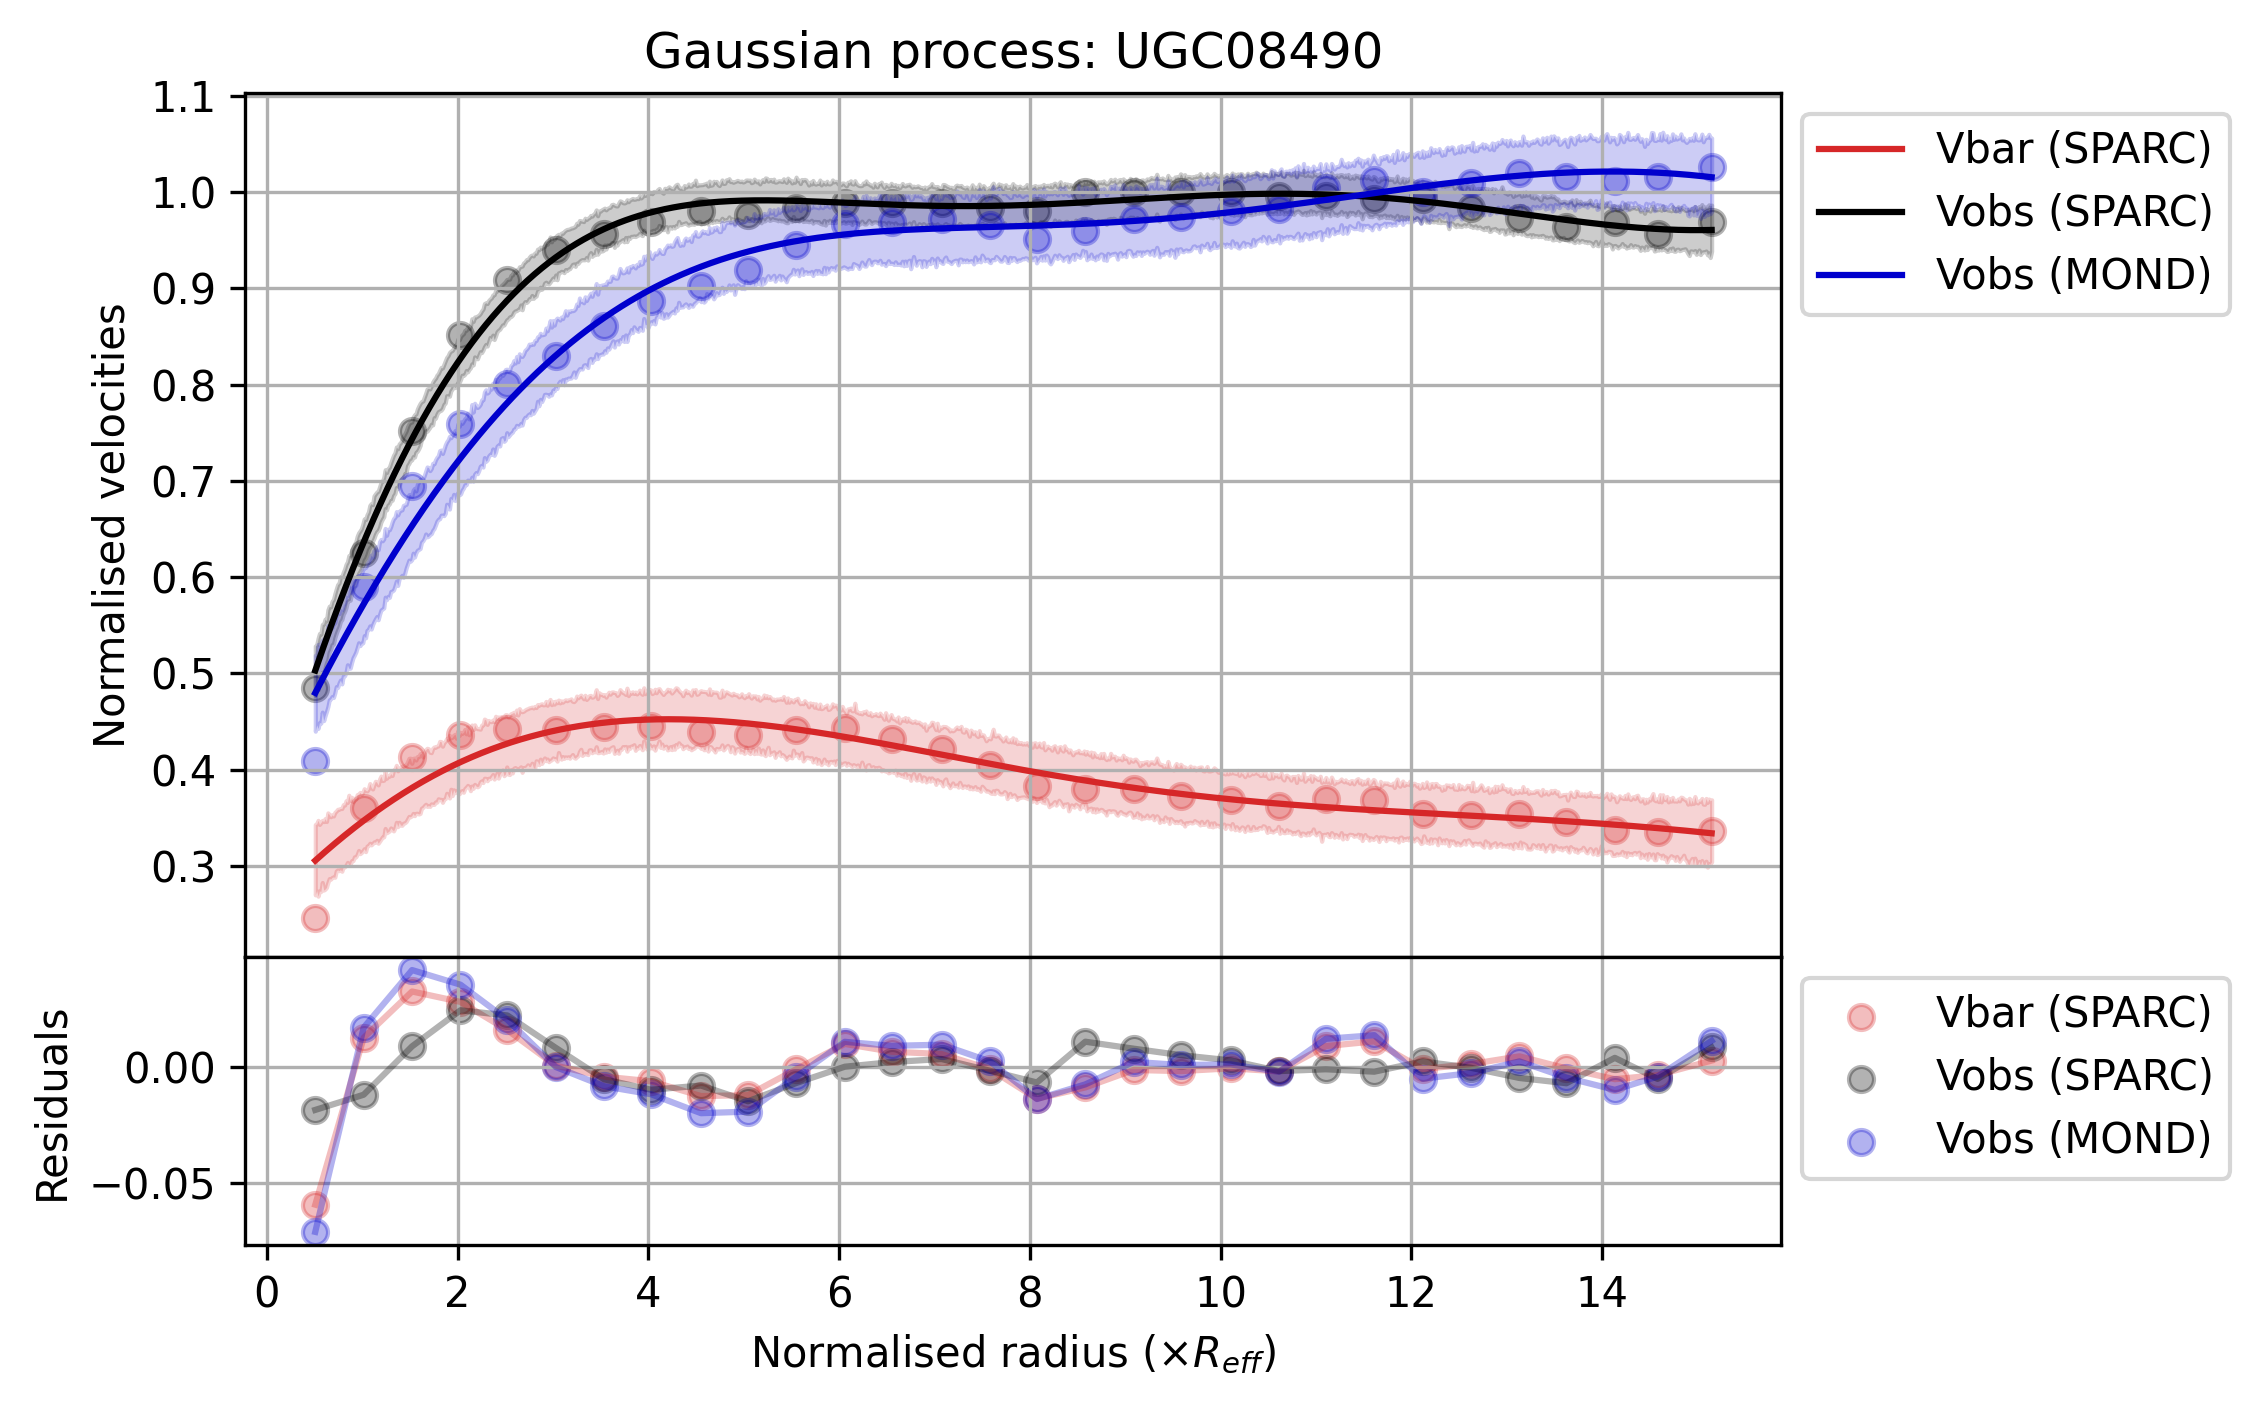 Gaussian process: UGC08490
1.1
1.0
0.9
0.8
0.7
0.6
0.5
0.4
0.3
Normalised velocities
Vbar (SPARC)
Vobs (SPARC)
Vobs (MOND)
0.00
−0.05
Residuals
Vbar (SPARC)
Vobs (SPARC)
Vobs (MOND)
0 2 4 6 8 10 12 14
Normalised radius (×R_eff)